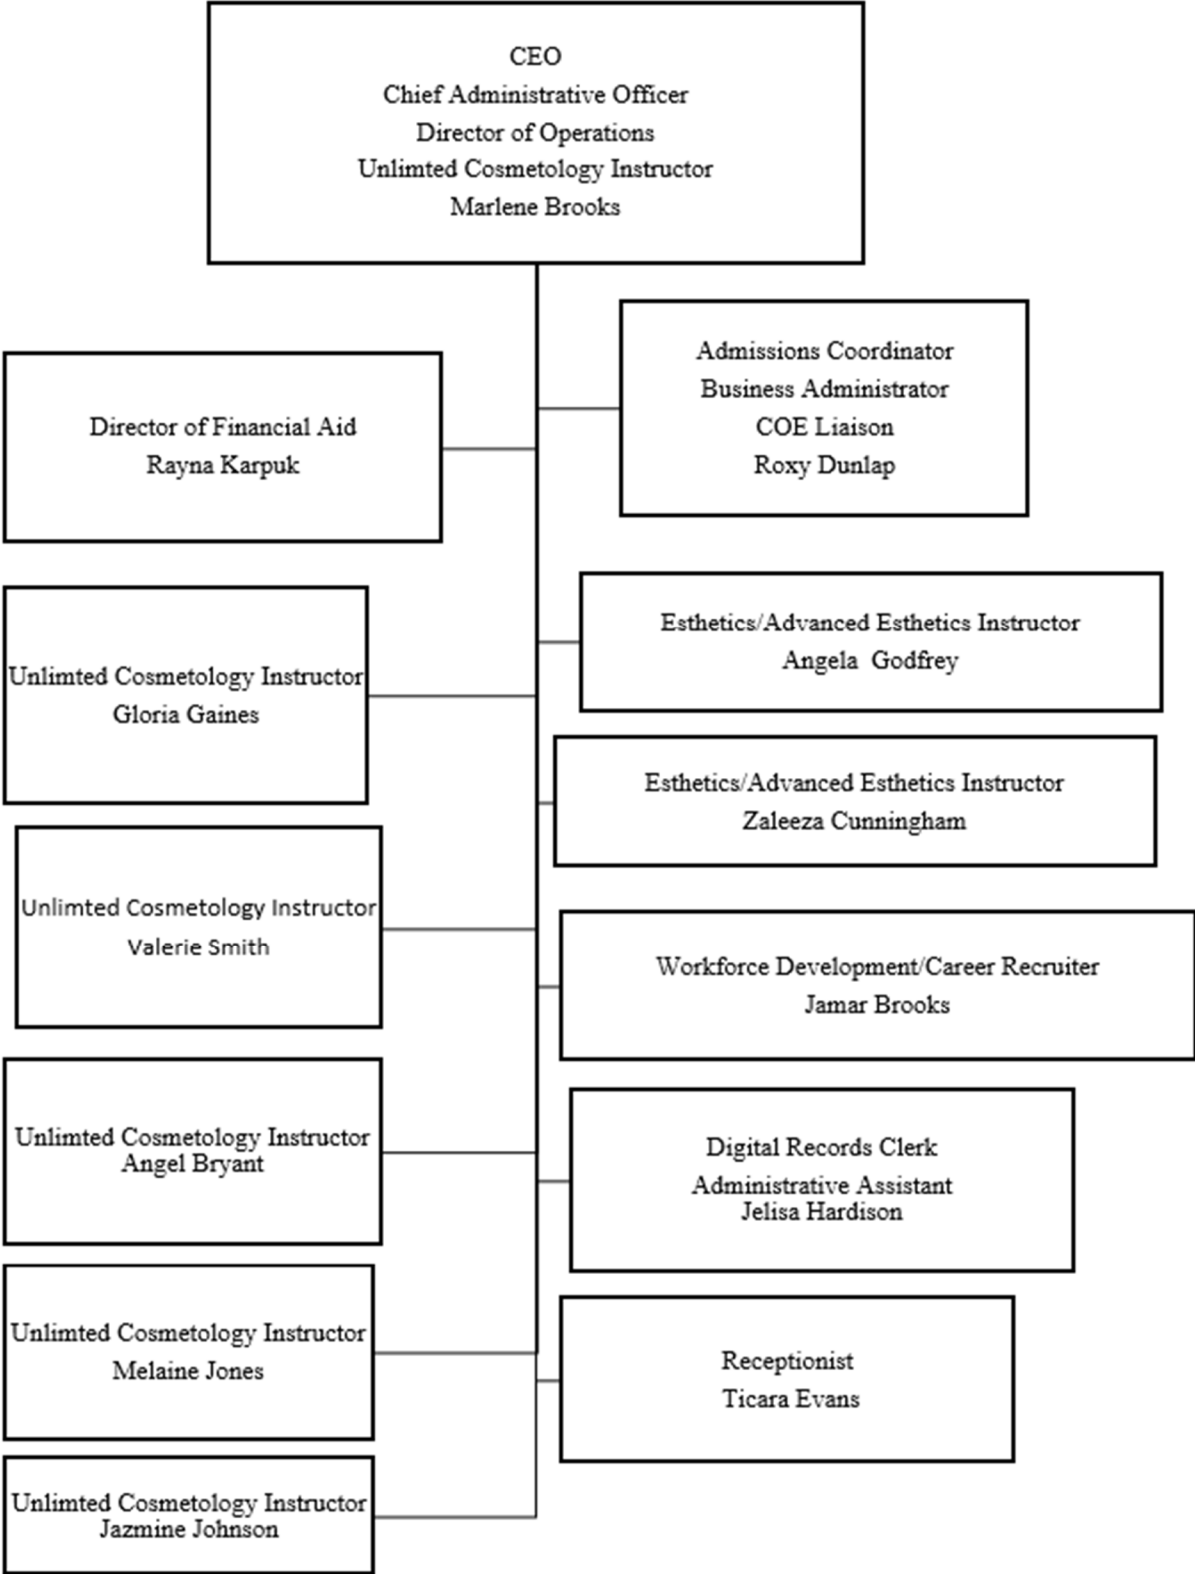 CEO
Chief Administrative Officer
Director of Operations
Unlimted Cosmetology Instructor
Marlene Brooks
Admissions Coordinator
Business Administrator
COE Liaison
Roxy Dunlap
Director of Financial Aid
Rayna Karpuk
Esthetics/Advanced Esthetics Instructor
Angela Godfrey
Unlimted Cosmetology Instructor
Gloria Gaines
Esthetics/Advanced Esthetics Instructor
Zaleeza Cunningham
Unlimted Cosmetology Instructor
Valerie Smith
Workforce Development/Career Recruiter
Jamar Brooks
Unlimted Cosmetology Instructor
Angel Bryant
Digital Records Clerk
Administrative Assistant
Jelisa Hardison
Unlimted Cosmetology Instructor
Melaine Jones
Receptionist
Ticara Evans
Unlimted Cosmetology Instructor
Jazmine Johnson